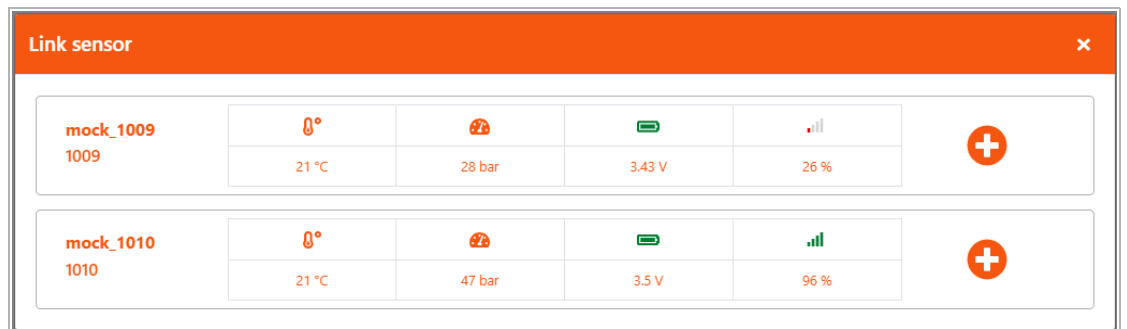 Link sensor
mock_1009
1009
21 °C
28 bar
3.43 V
26 %
mock_1010
1010
21 °C
47 bar
3.5 V
96 %